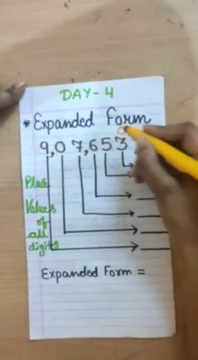 DAY-4
* Expanded Form
9,07,653
Place
Values
of
all
digits
Expanded Form =